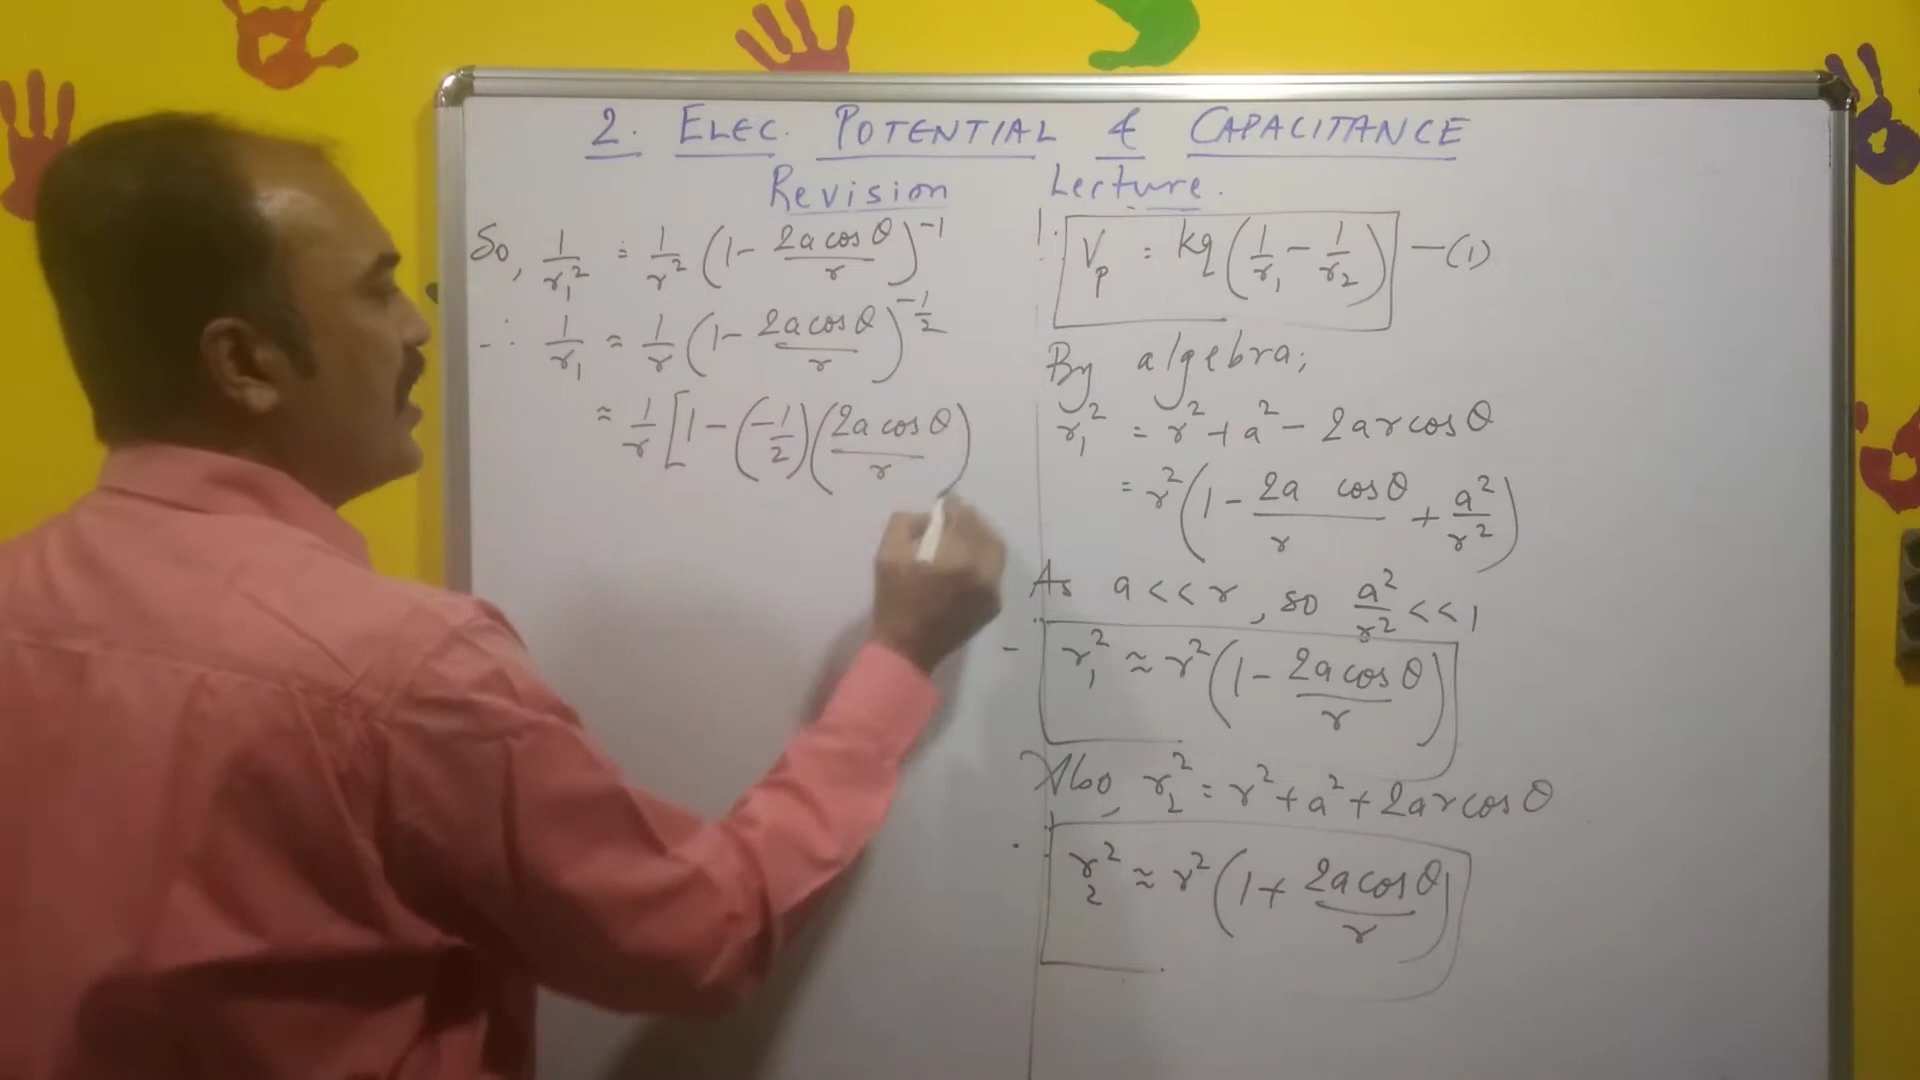 2. ELEC. POTENTIAL & CAPACITANCE
Revision Lecture.
So, 1/r₁² = 1/r² (1 - 2a cos θ/r)⁻¹
∴ 1/r₁ ≈ 1/r (1 - 2a cos θ/r)^(-1/2)
≈ 1/r [1 - (-1/2)(2a cos θ/r)
1. Vₚ = kq (1/r₁ - 1/r₂) —(1)
By algebra;
r₁² = r² + a² - 2ar cos θ
= r² (1 - 2a cos θ/r + a²/r²)
As a << r, so a²/r² << 1
r₁² ≈ r² (1 - 2a cos θ/r)
Also, r₂² = r² + a² + 2ar cos θ
r₂² ≈ r² (1 + 2a cos θ/r)